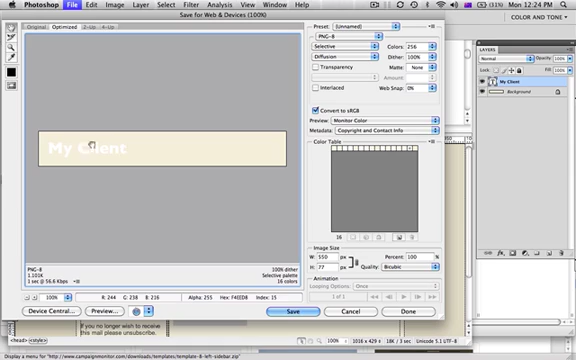 File Edit Image Layer Select Filter Analysis 3D View Window Help (11) Wed 12:24 PM
Save for Web & Devices (100%)
COLOR AND TONE
Original Optimized 2-Up 4-Up
Preset: [Unnamed]
PNG-8
Selective Colors: 256
Diffusion Dither: 100%
Transparency Matte: None
Amount:
Interlaced Web Snap: 0%
Convert to sRGB
Preview: Monitor Color
Metadata: Copyright and Contact Info
Color Table
16
LAYERS
Normal Opacity: 100%
Lock: Fill: 100%
My Client
Background
My Client
PNG-8
1.101K
1 sec @ 56.6 Kbps
100% dither
Selective palette
16 colors
Image Size
W: 550 px Percent: 100 %
H: 77 px Quality: Bicubic
Animation
Looping Options: Once
1 of 1
100% R: 244 G: 238 B: 216 Alpha: 255 Hex: F4EED8 Index: 15
Device Central... Preview... Save Cancel Done
If you no longer wish to receive
this mail please unsubscribe.
<body> <style> 100% 1016 x 429 18K / 3 sec Unicode 5.1 UTF-8
Display a menu for "http://www.campaignmonitor.com/downloads/templates/template-8-left-sidebar.zip"